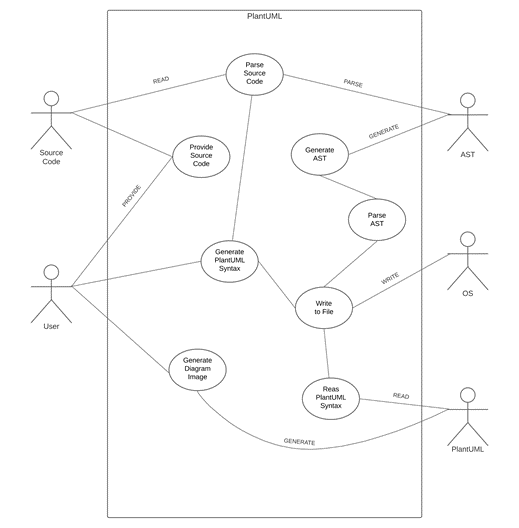 PlantUML
Parse
Source
Code
READ
PARSE
Source
Code
Provide
Source
Code
Generate
AST
GENERATE
AST
PROVIDE
Parse
AST
Generate
PlantUML
Syntax
WRITE
OS
User
Write
to File
Generate
Diagram
Image
Reas
PlantUML
Syntax
READ
GENERATE
PlantUML